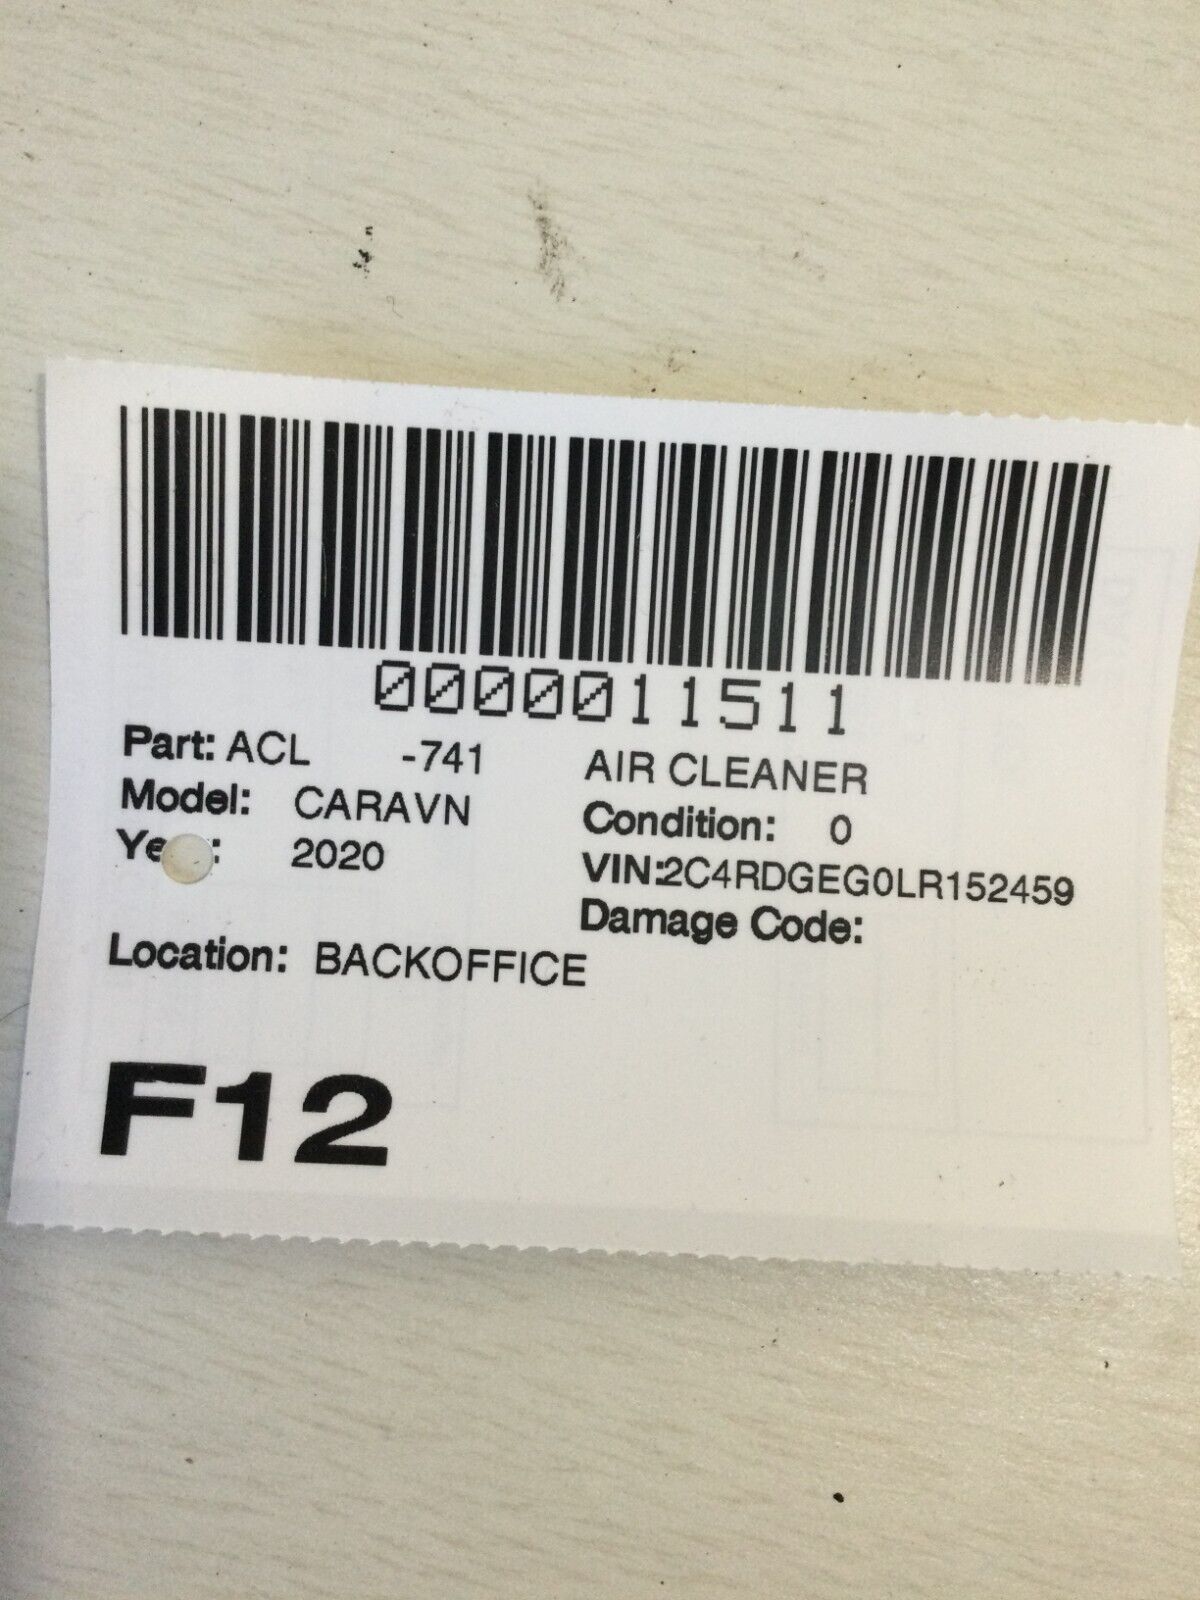 0000011511
Part: ACL -741 AIR CLEANER
Model: CARAVN Condition: 0
2020 VIN:2C4RDGEG0LR152459
Damage Code:
Location: BACKOFFICE
F12